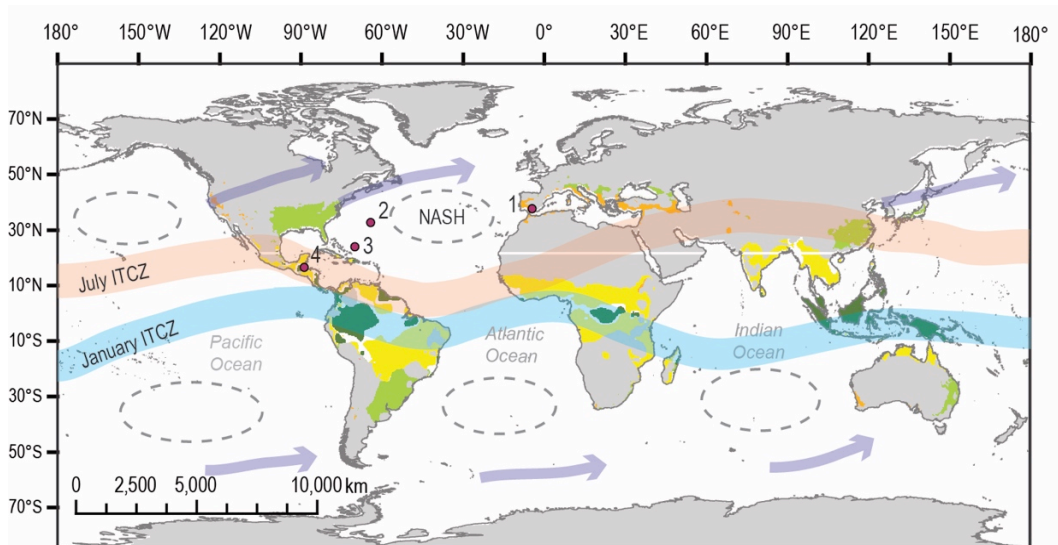 180° 150°W 120°W 90°W 60°W 30°W 0° 30°E 60°E 90°E 120°E 150°E 180°
70°N
50°N
30°N
10°N
10°S
30°S
50°S
70°S
NASH
1
2
3
4
July ITCZ
January ITCZ
Pacific
Ocean
Atlantic
Ocean
Indian
Ocean
0 2,500 5,000 10,000 km